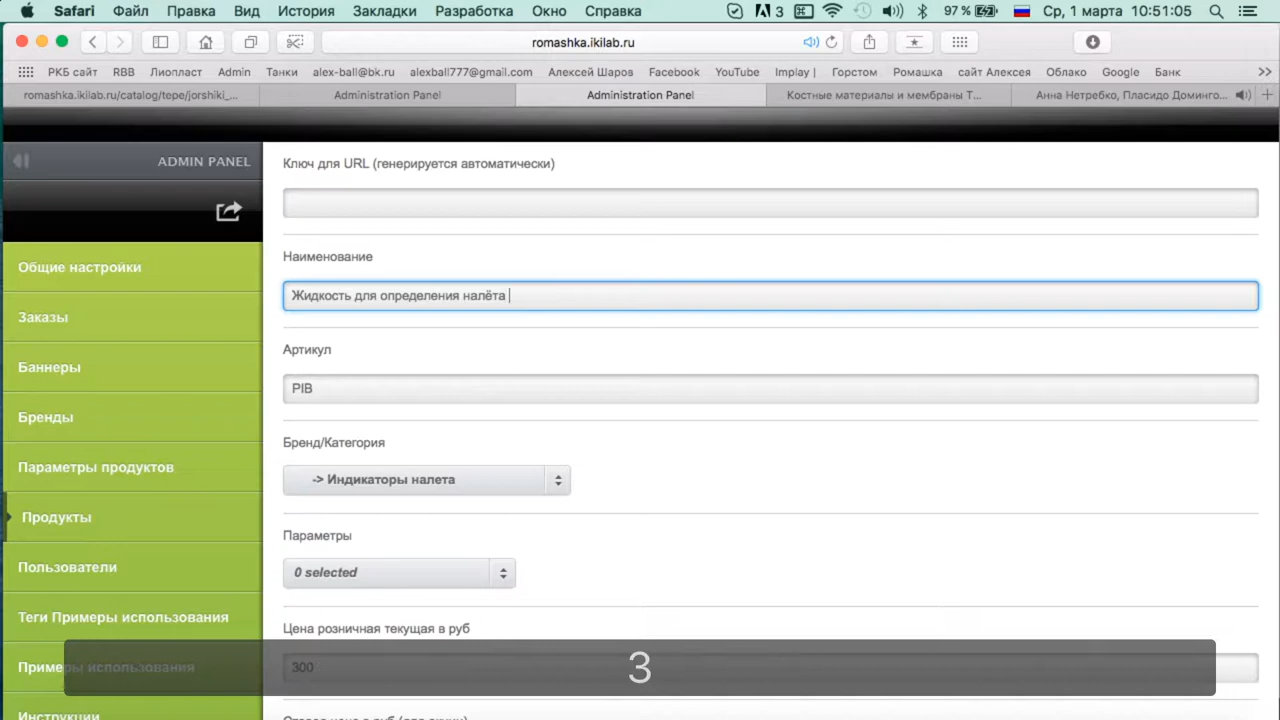 Safari Файл Правка Вид История Закладки Разработка Окно Справка 3 97 % Ср, 1 марта 10:51:05
romashka.ikilab.ru
РКБ сайт RBB Лиопласт Admin Танки alex-ball@bk.ru alexball777@gmail.com Алексей Шаров Facebook YouTube Implay | Горстом Ромашка сайт Алексея Облако Google Банк >>
romashka.ikilab.ru/catalog/tepe/jorshiki_... Administration Panel Administration Panel Костные материалы и мембраны Т... Анна Нетребко, Пласидо Доминго...
ADMIN PANEL
Общие настройки
Заказы
Баннеры
Бренды
Параметры продуктов
Продукты
Пользователи
Теги Примеры использования
Примеры использования
Инструкции
Ключ для URL (генерируется автоматически)
Наименование
Жидкость для определения налёта
Артикул
PIB
Бренд/Категория
-> Индикаторы налета
Параметры
0 selected
Цена розничная текущая в руб
300
3